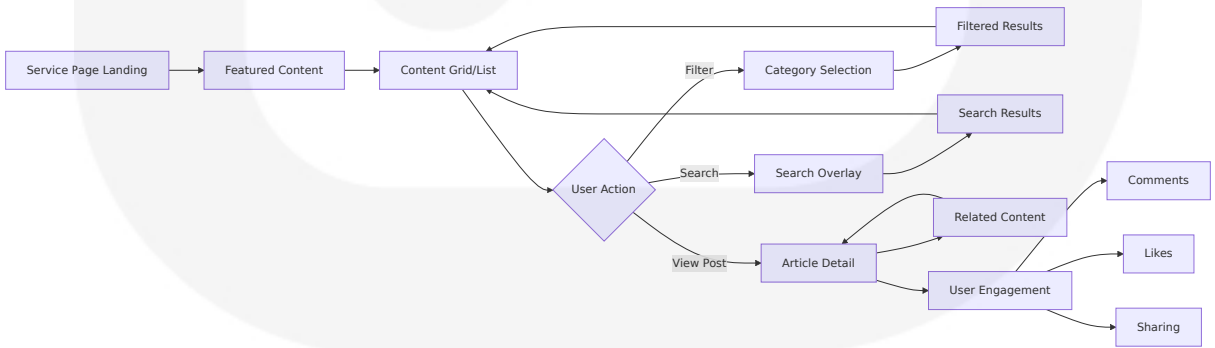 Service Page Landing
Featured Content
Content Grid/List
User Action
Filter
Search
View Post
Category Selection
Search Overlay
Article Detail
Filtered Results
Search Results
Related Content
User Engagement
Comments
Likes
Sharing